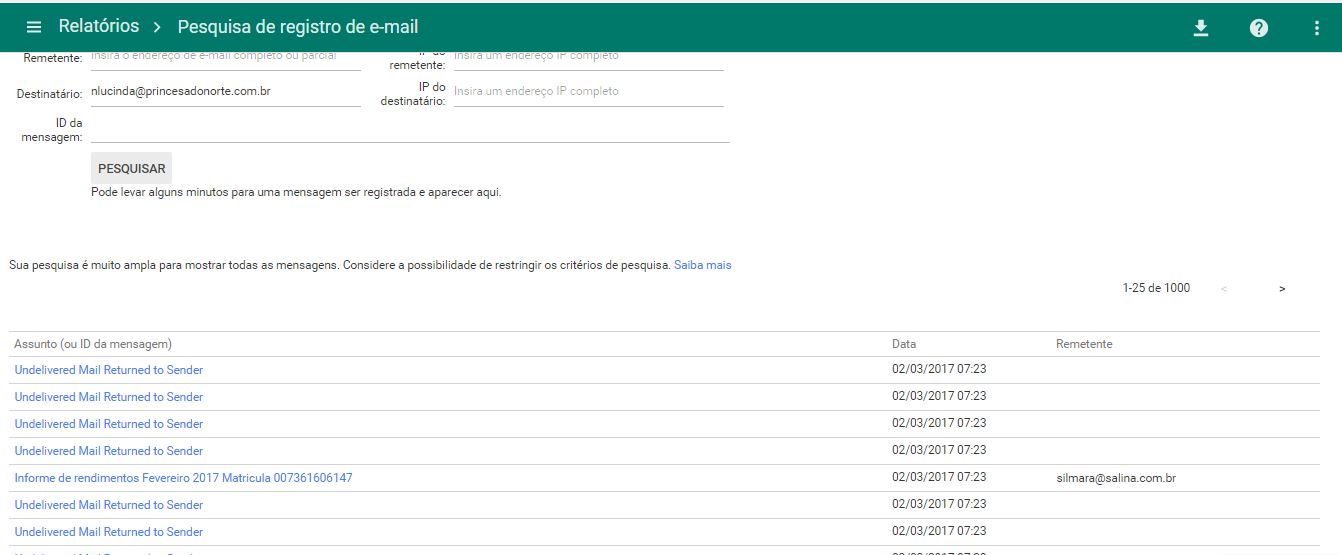 Relatórios > Pesquisa de registro de e-mail
Remetente: Insira o endereço de e-mail completo ou parcial IP do remetente: Insira um endereço IP completo
Destinatário: nlucinda@princesadonorte.com.br IP do destinatário: Insira um endereço IP completo
ID da mensagem:
PESQUISAR
Pode levar alguns minutos para uma mensagem ser registrada e aparecer aqui.
Sua pesquisa é muito ampla para mostrar todas as mensagens. Considere a possibilidade de restringir os critérios de pesquisa. Saiba mais
1-25 de 1000 < >
Assunto (ou ID da mensagem) Data Remetente
Undelivered Mail Returned to Sender 02/03/2017 07:23
Undelivered Mail Returned to Sender 02/03/2017 07:23
Undelivered Mail Returned to Sender 02/03/2017 07:23
Undelivered Mail Returned to Sender 02/03/2017 07:23
Informe de rendimentos Fevereiro 2017 Matricula 007361606147 02/03/2017 07:23 silmara@salina.com.br
Undelivered Mail Returned to Sender 02/03/2017 07:23
Undelivered Mail Returned to Sender 02/03/2017 07:23